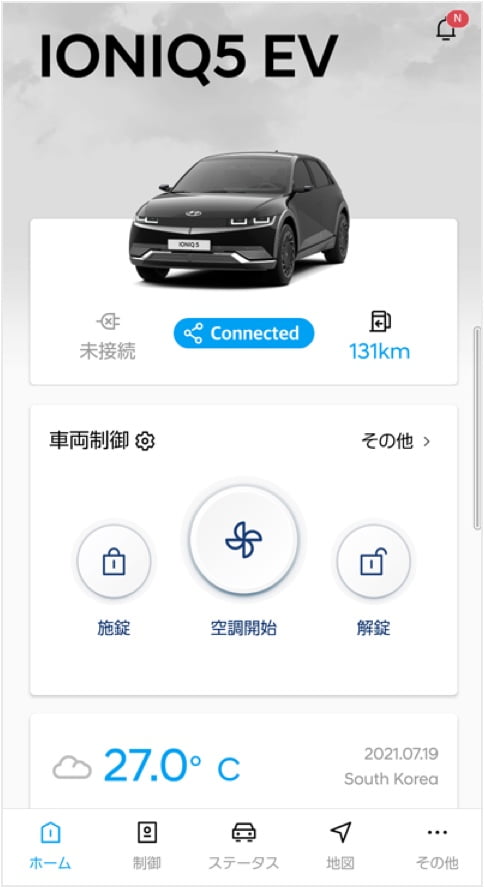 IONIQ5 EV
N
IONIQ 5
未接続
Connected
131km
車両制御
その他 >
施錠
空調開始
解錠
27.0° C
2021.07.19
South Korea
ホーム
制御
ステータス
地図
その他